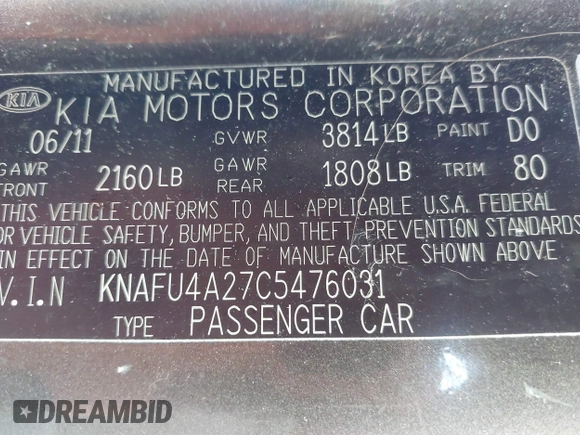 MANUFACTURED IN KOREA BY
KIA KIA MOTORS CORPORATION
06/11 GVWR 3814LB PAINT D0
GAWR FRONT 2160LB GAWR REAR 1808LB TRIM 80
THIS VEHICLE CONFORMS TO ALL APPLICABLE U.S.A. FEDERAL
OR VEHICLE SAFETY, BUMPER, AND THEFT PREVENTION STANDARDS
IN EFFECT ON THE DATE OF MANUFACTURE SHOWN ABOVE
V.I.N KNAFU4A27C5476031
TYPE PASSENGER CAR
DREAMBID